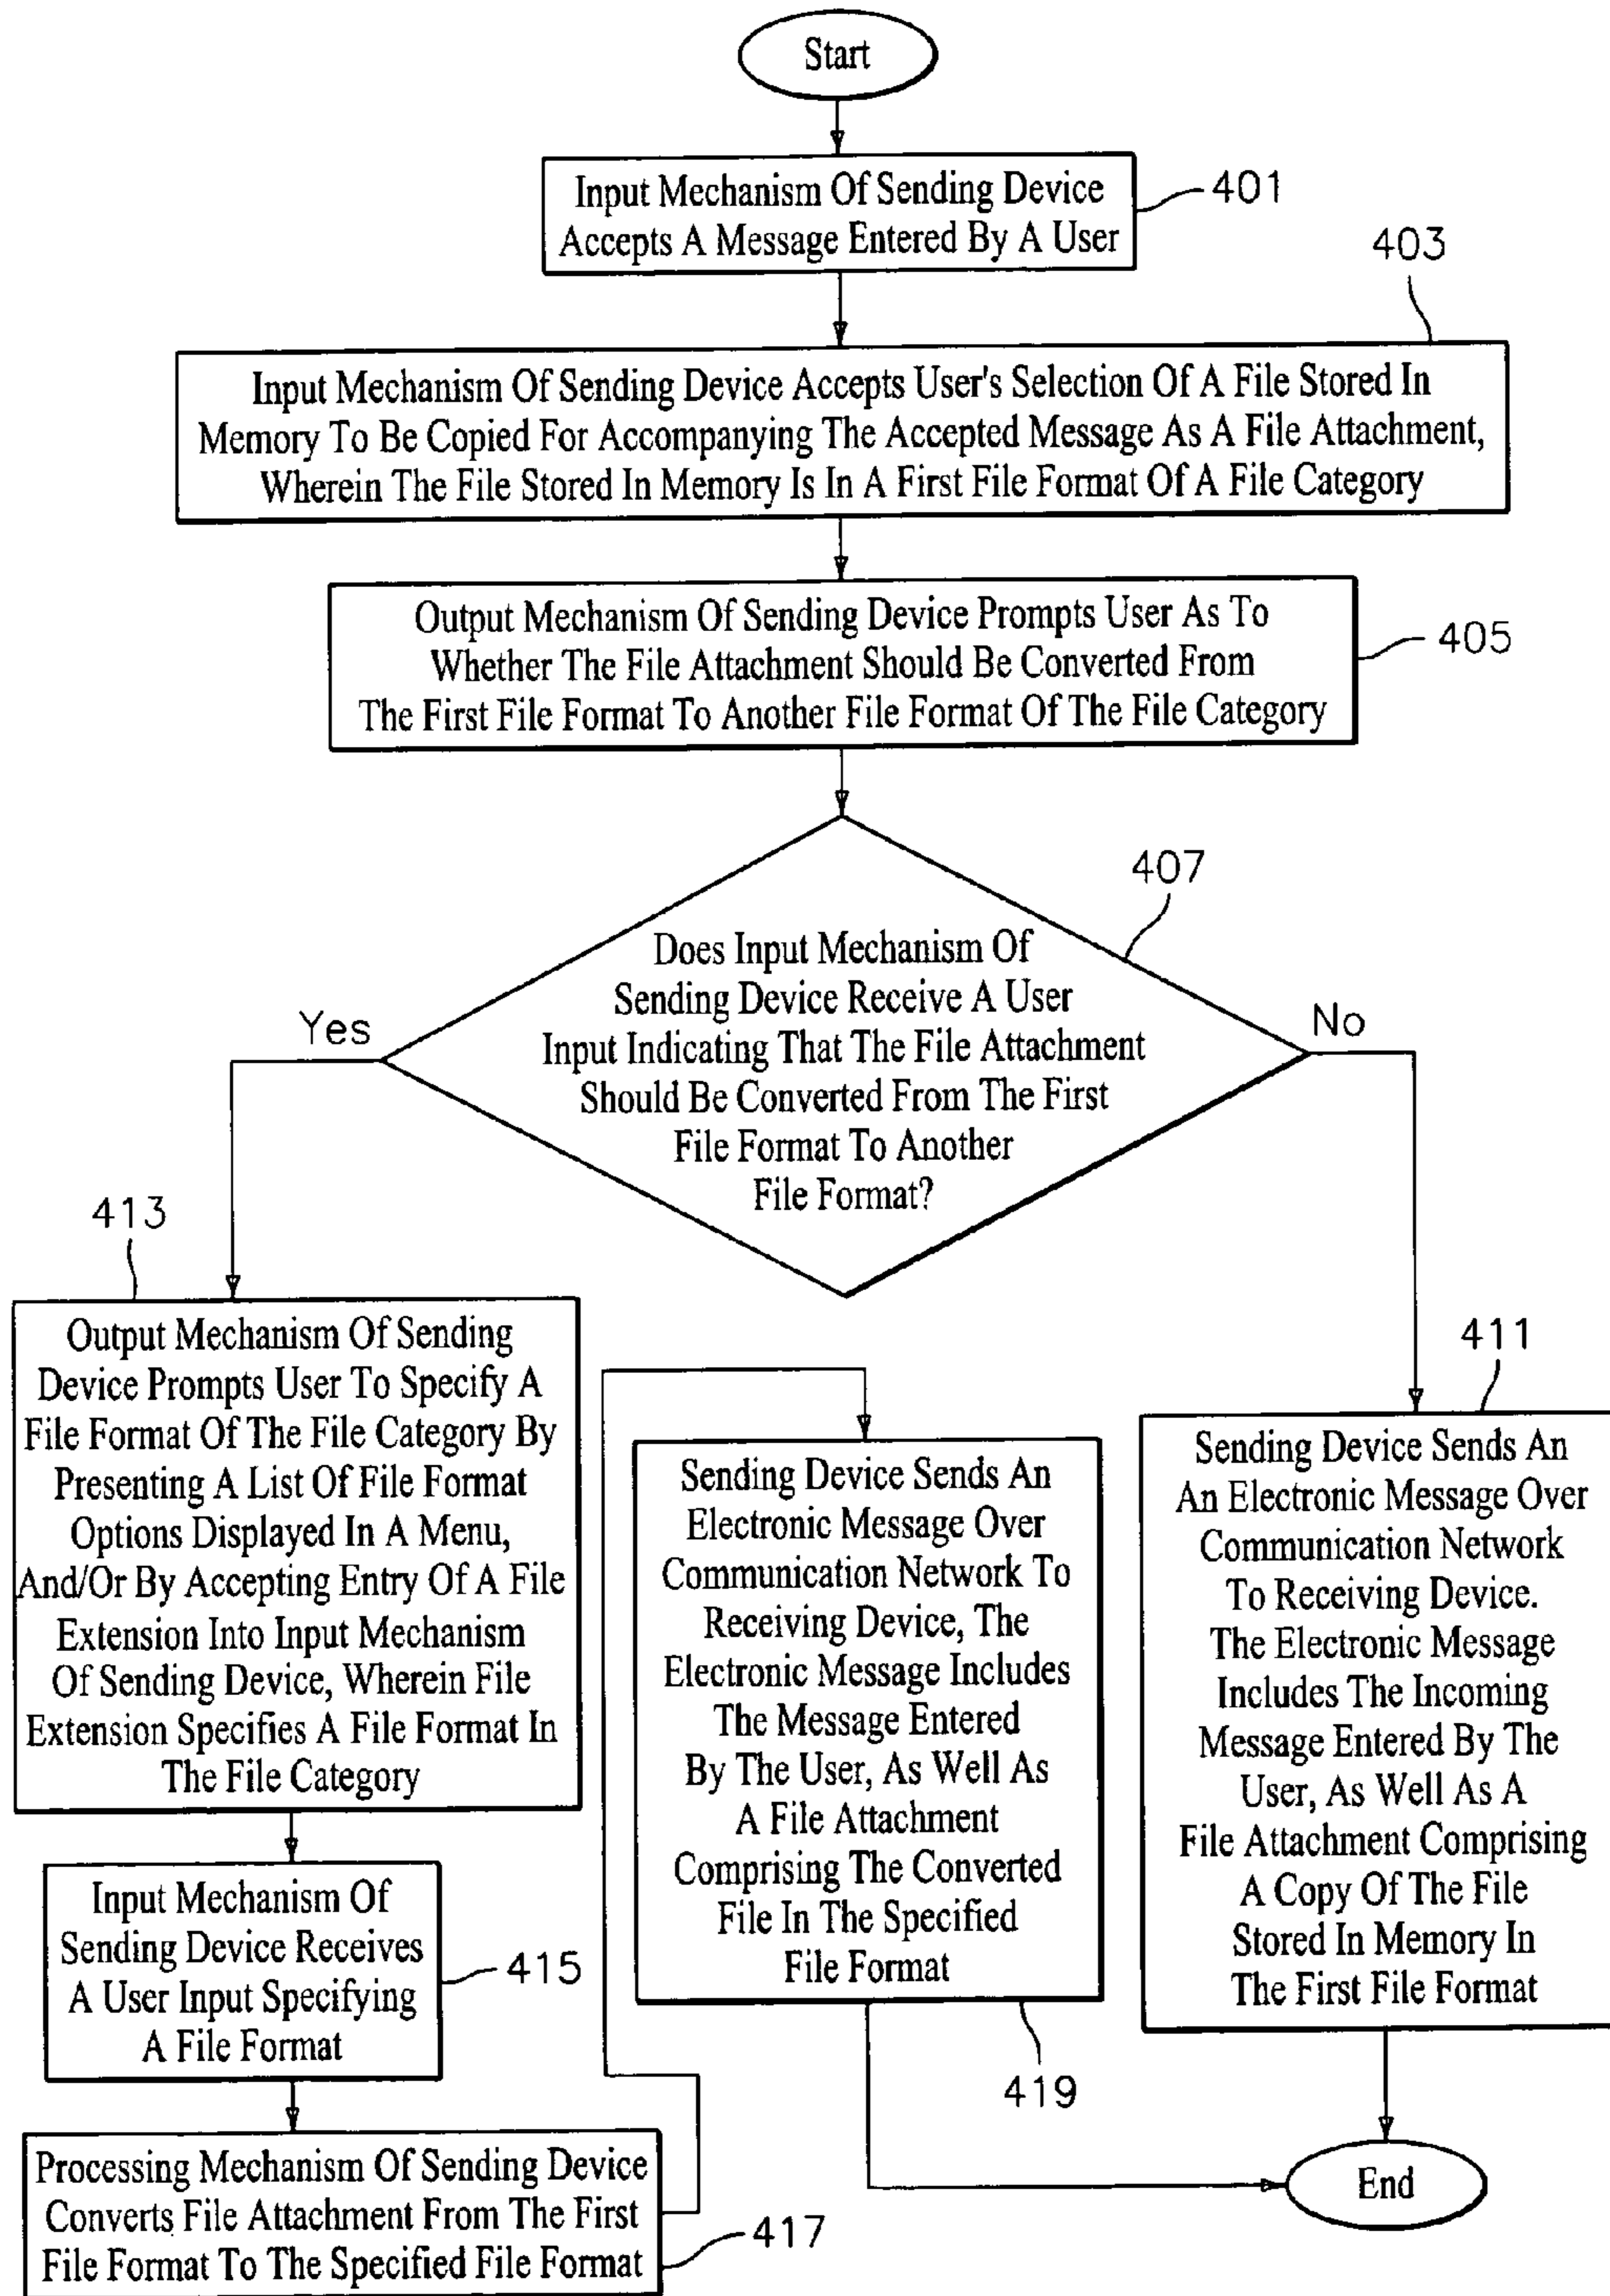 Start
Input Mechanism Of Sending Device
Accepts A Message Entered By A User
401
403
Input Mechanism Of Sending Device Accepts User's Selection Of A File Stored In
Memory To Be Copied For Accompanying The Accepted Message As A File Attachment,
Wherein The File Stored In Memory Is In A First File Format Of A File Category
Output Mechanism Of Sending Device Prompts User As To
Whether The File Attachment Should Be Converted From
The First File Format To Another File Format Of The File Category
405
407
Does Input Mechanism Of
Sending Device Receive A User
Input Indicating That The File Attachment
Should Be Converted From The First
File Format To Another
File Format?
Yes
No
413
Output Mechanism Of Sending
Device Prompts User To Specify A
File Format Of The File Category By
Presenting A List Of File Format
Options Displayed In A Menu,
And/Or By Accepting Entry Of A File
Extension Into Input Mechanism
Of Sending Device, Wherein File
Extension Specifies A File Format In
The File Category
Input Mechanism Of
Sending Device Receives
A User Input Specifying
A File Format
415
Processing Mechanism Of Sending Device
Converts File Attachment From The First
File Format To The Specified File Format
417
Sending Device Sends An
Electronic Message Over
Communication Network To
Receiving Device, The
Electronic Message Includes
The Message Entered
By The User, As Well As
A File Attachment
Comprising The Converted
File In The Specified
File Format
419
411
Sending Device Sends An
An Electronic Message Over
Communication Network
To Receiving Device.
The Electronic Message
Includes The Incoming
Message Entered By The
User, As Well As A
File Attachment Comprising
A Copy Of The File
Stored In Memory In
The First File Format
End